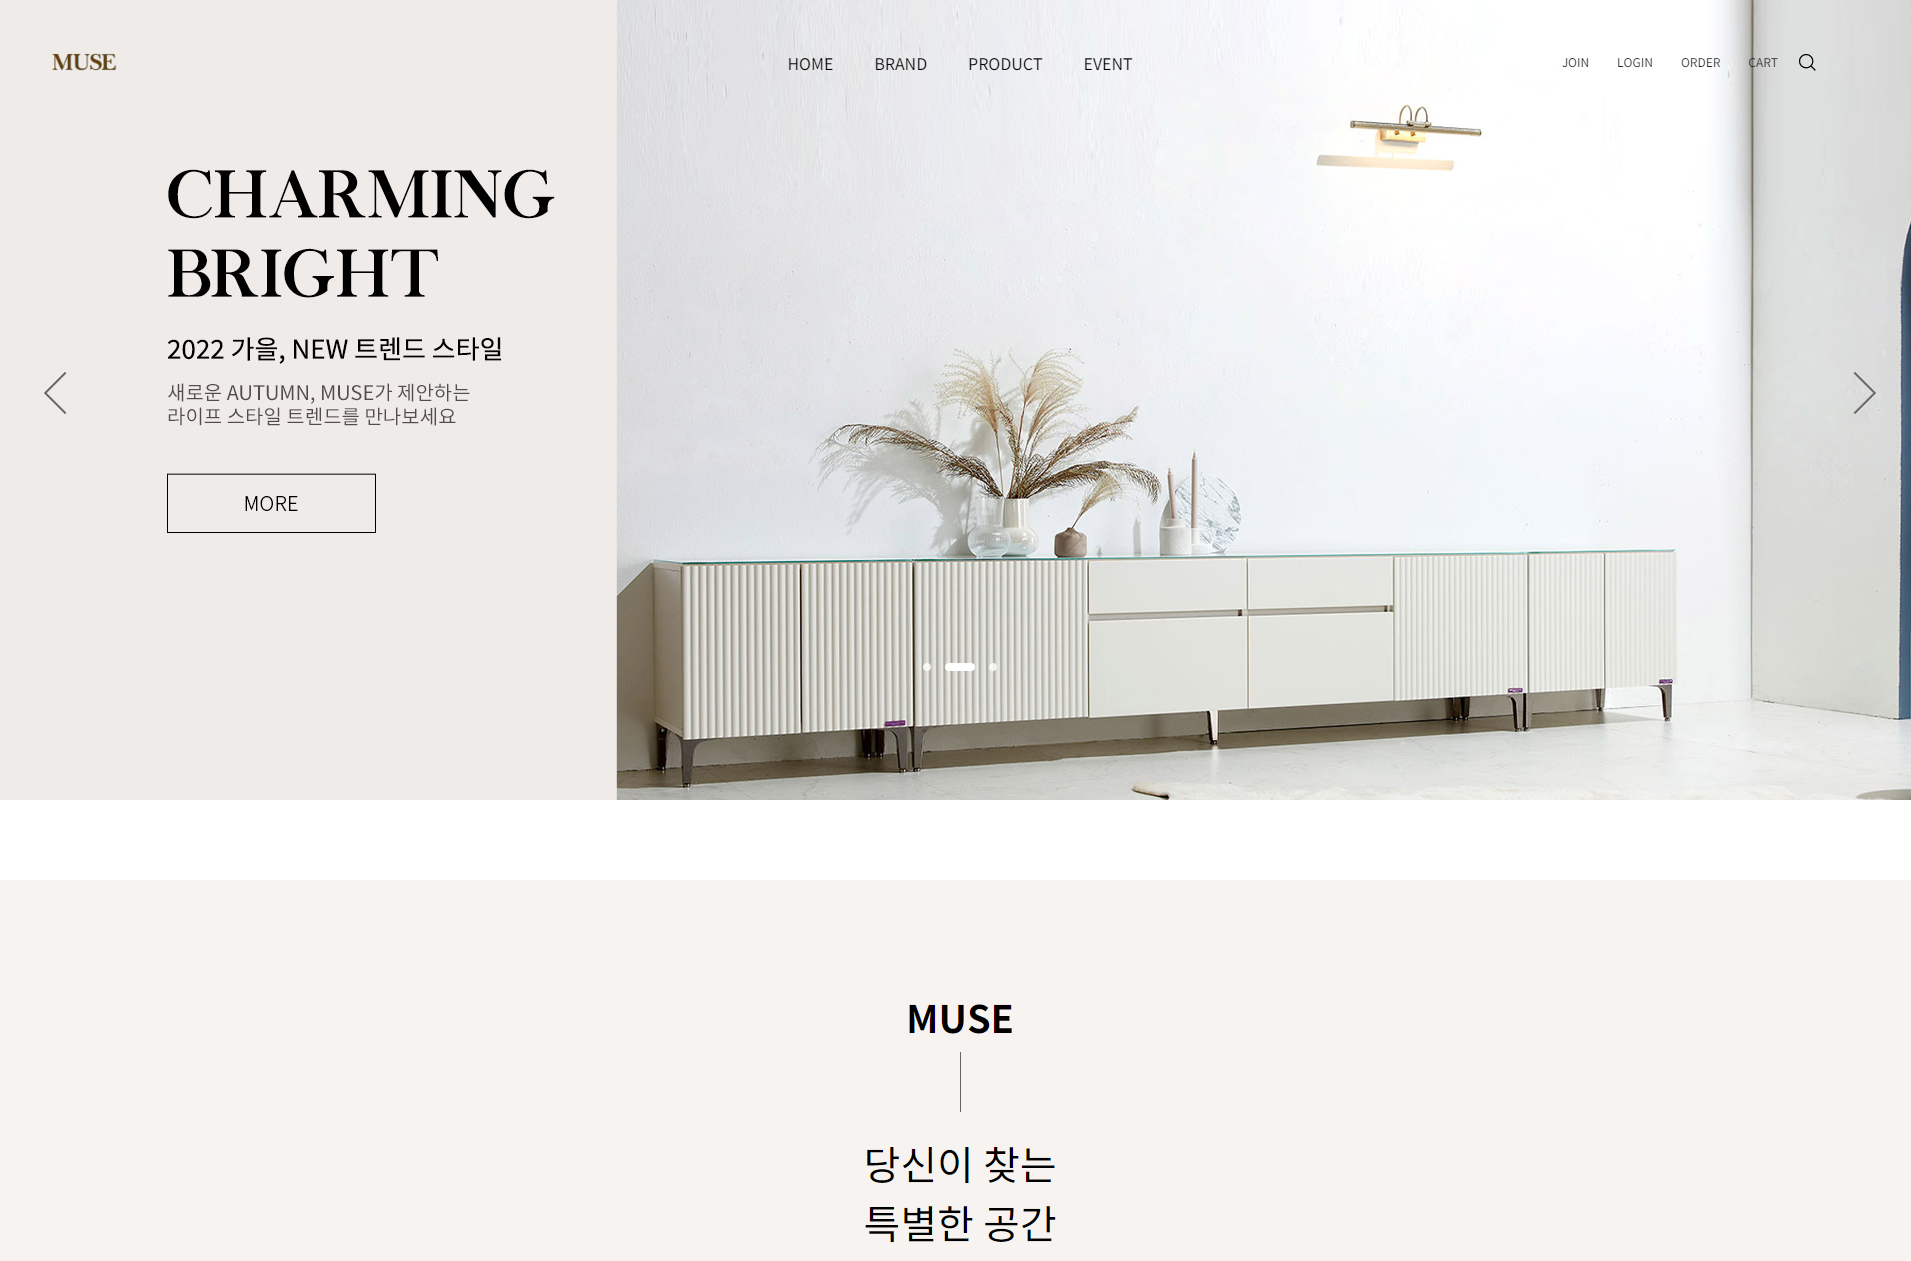 MUSE
HOME BRAND PRODUCT EVENT
JOIN LOGIN ORDER CART
CHARMING
BRIGHT
2022 가을, NEW 트렌드 스타일
새로운 AUTUMN, MUSE가 제안하는
라이프 스타일 트렌드를 만나보세요
MORE
MUSE
당신이 찾는
특별한 공간